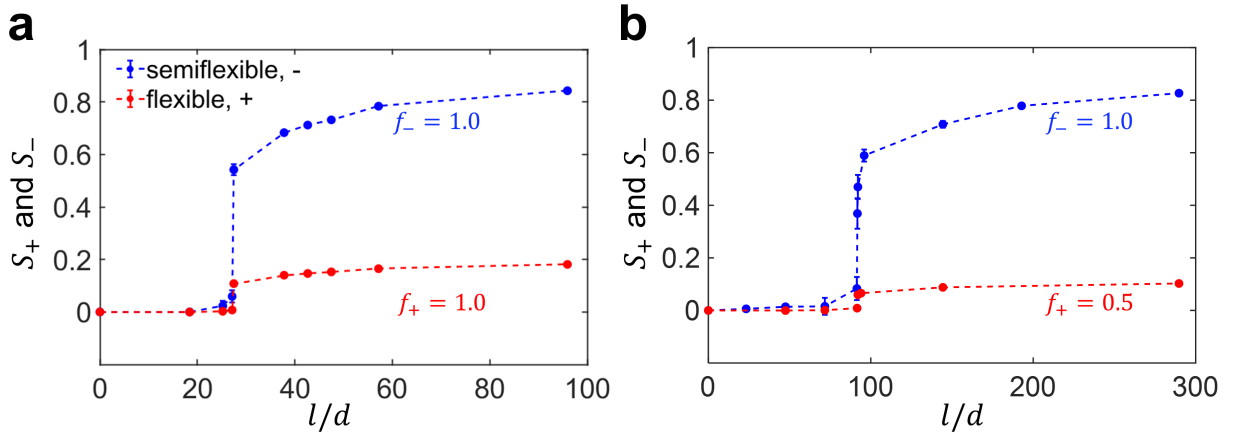 a
1
0.8
0.6
0.4
0.2
0
S₊ and S₋
semiflexible, -
flexible, +
f₋ = 1.0
f₊ = 1.0
0 20 40 60 80 100
l/d
b
1
0.8
0.6
0.4
0.2
0
S₊ and S₋
f₋ = 1.0
f₊ = 0.5
0 100 200 300
l/d